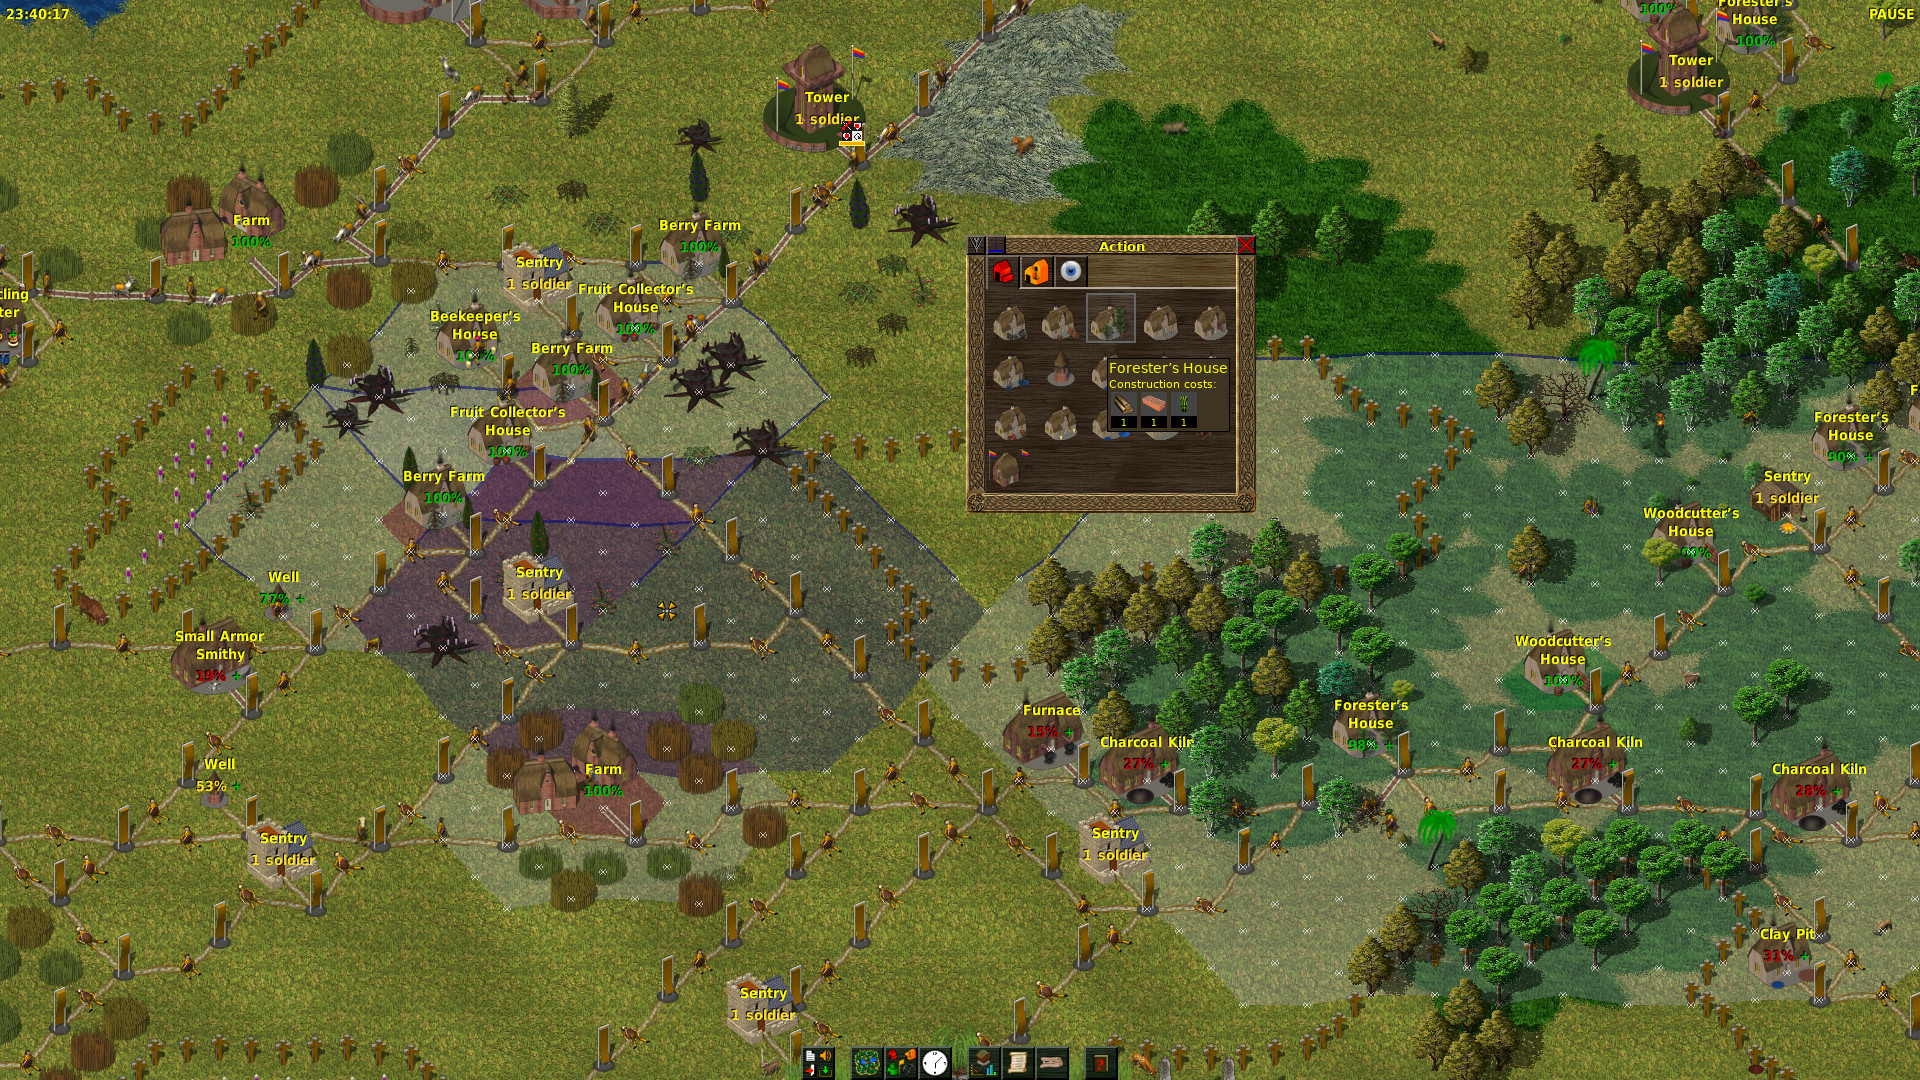 23:40:17
PAUSE
100%
Forester's
House
100%
Tower
1 soldier
Tower
1 soldier
Farm
100%
Berry Farm
100%
Action
Sentry
1 soldier
Fruit Collector's
House
100%
Beekeeper's
House
Berry Farm
100%
Forester's House
Construction costs:
1 1 1
Fruit Collector's
House
100%
Forester's
House
90% +
Berry Farm
100%
Sentry
1 soldier
Woodcutter's
House
Sentry
1 soldier
Well
77% +
Small Armor
Smithy
19% +
Woodcutter's
House
100%
Furnace
15% +
Forester's
House
98% +
Charcoal Kiln
27% +
Charcoal Kiln
27% +
Charcoal Kiln
28% +
Well
53% +
Farm
100%
Sentry
1 soldier
Sentry
1 soldier
Clay Pit
31% +
Sentry
1 soldier